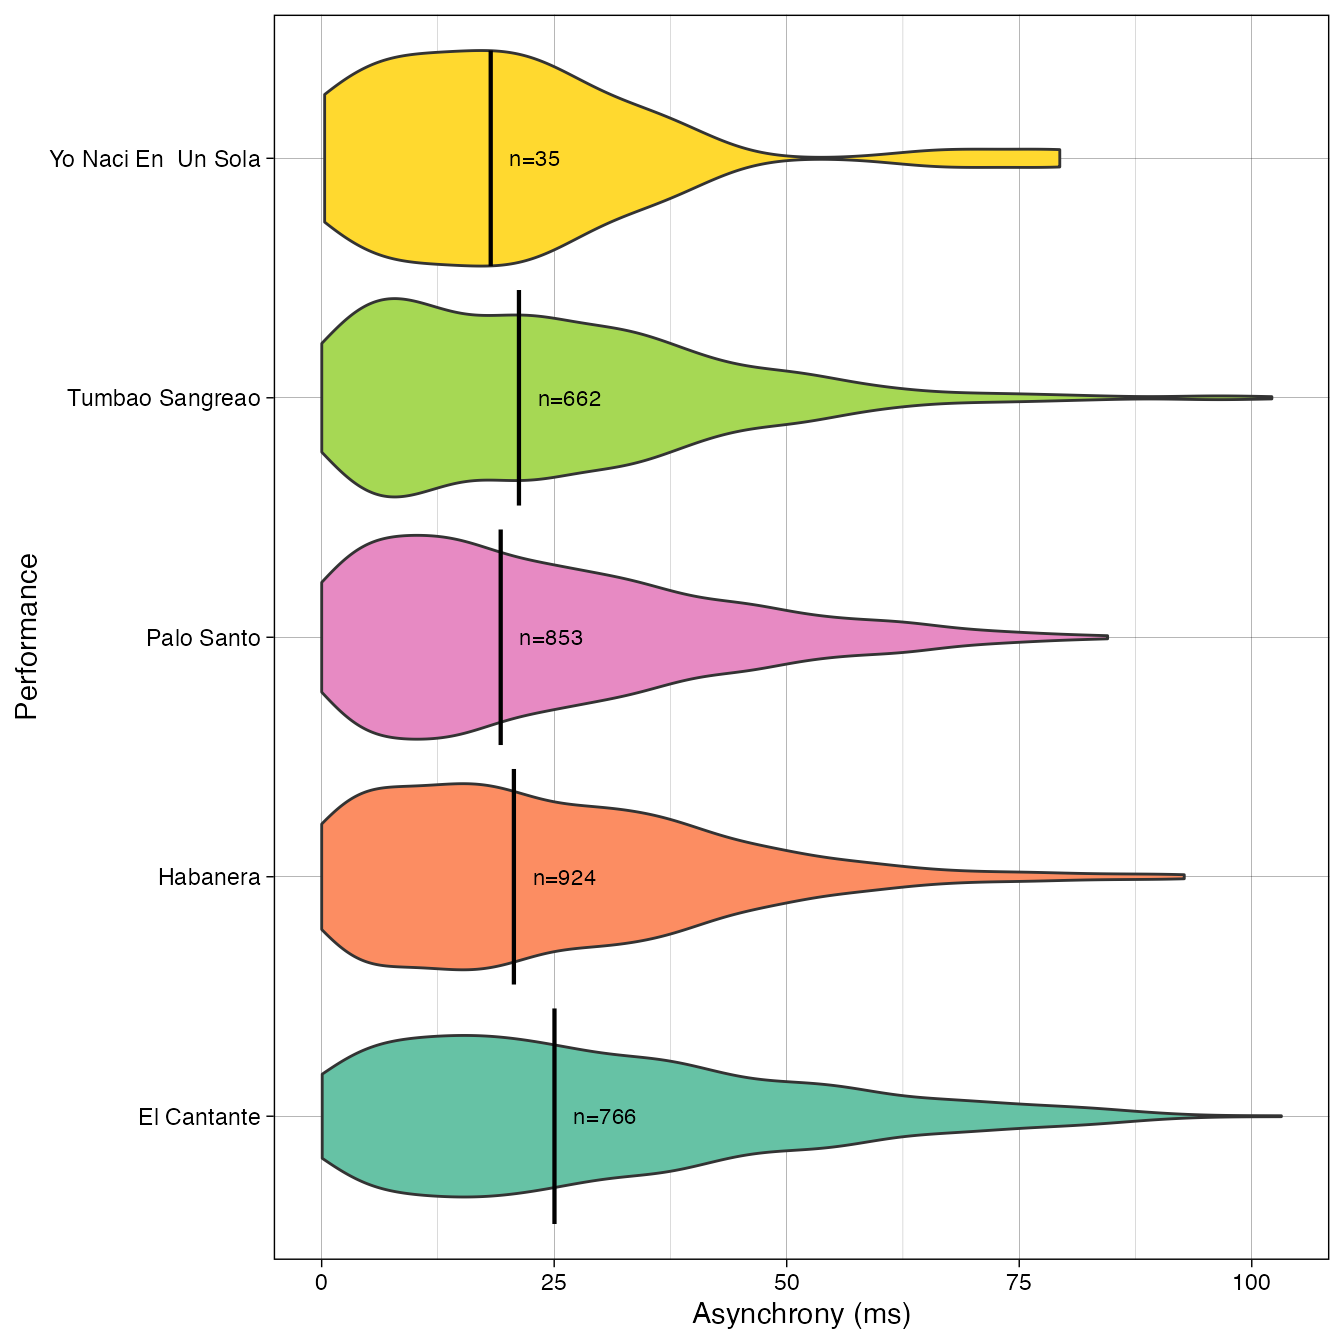 Yo Naci En  Un Sola
n=35
Tumbao Sangreao
n=662
Palo Santo
n=853
Habanera
n=924
El Cantante
n=766
Performance
0 25 50 75 100
Asynchrony (ms)